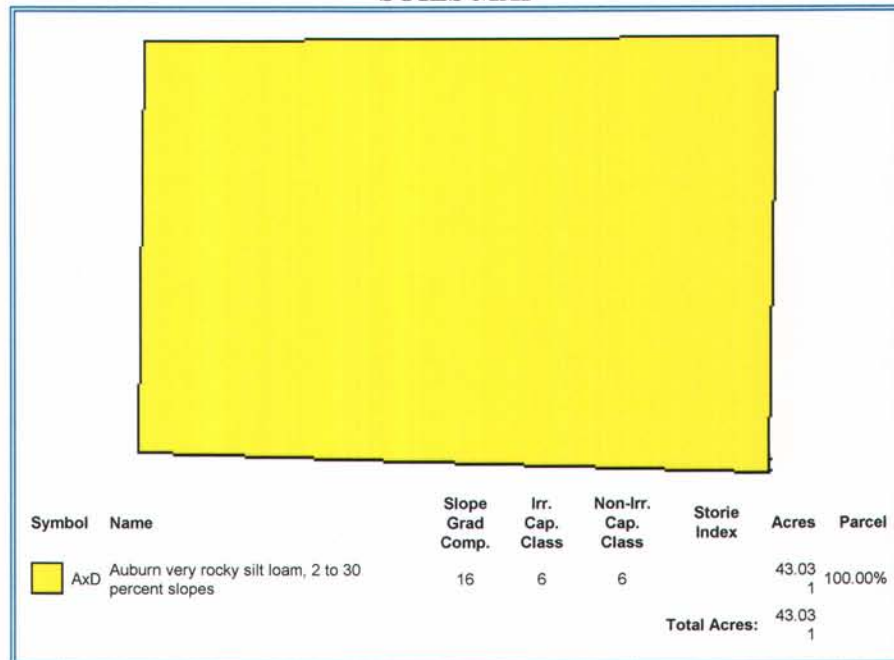 Symbol Name Slope Grad Comp. Irr. Cap. Class Non-Irr. Cap. Class Storie Index Acres Parcel
AxD Auburn very rocky silt loam, 2 to 30 percent slopes 16 6 6 43.03 1 100.00%
Total Acres: 43.03 1